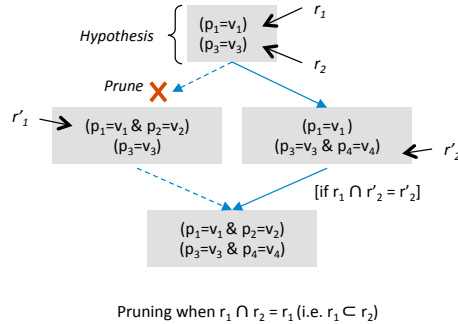 Hypothesis
(p₁=v₁)
(p₃=v₃)
r₁
r₂
Prune
r'₁
(p₁=v₁ & p₂=v₂)
(p₃=v₃)
(p₁=v₁)
(p₃=v₃ & p₄=v₄)
r'₂
[if r₁ ∩ r'₂ = r'₂]
(p₁=v₁ & p₂=v₂)
(p₃=v₃ & p₄=v₄)
Pruning when r₁ ∩ r₂ = r₁ (i.e. r₁ ⊂ r₂)